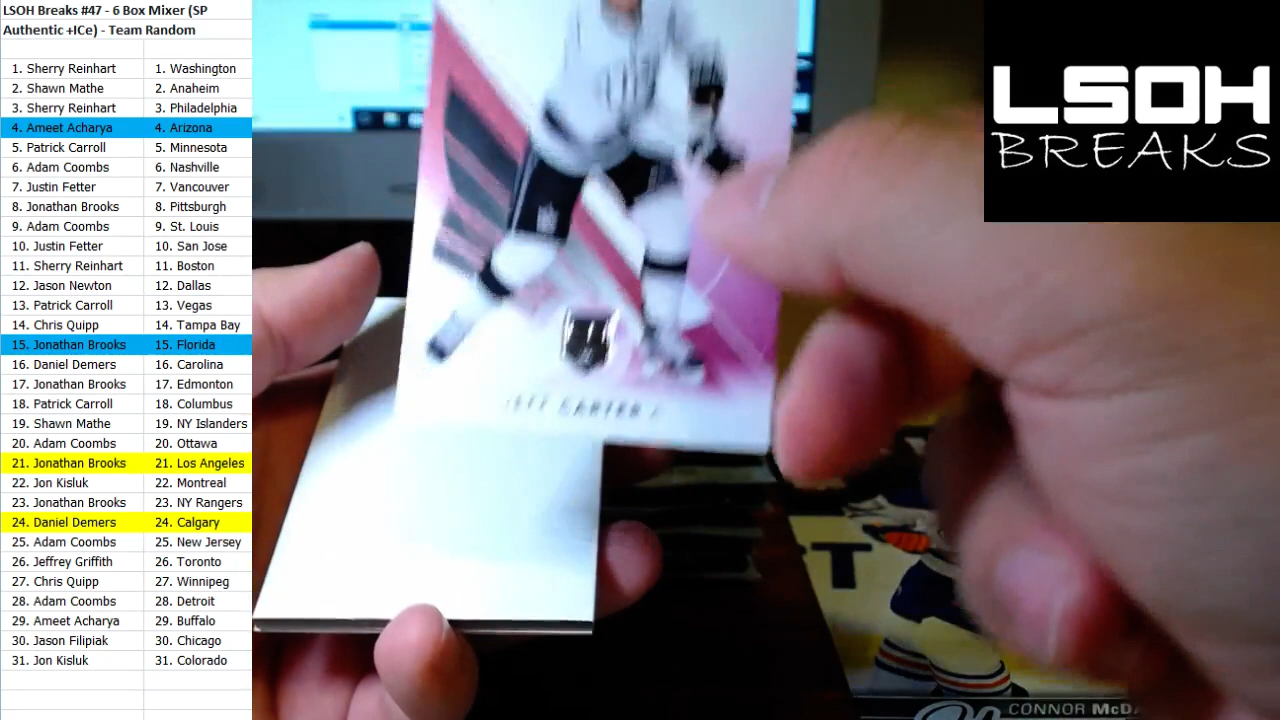 LSOH Breaks #47 - 6 Box Mixer (SP
Authentic +ICe) - Team Random
1. Sherry Reinhart 1. Washington
2. Shawn Mathe 2. Anaheim
3. Sherry Reinhart 3. Philadelphia
4. Ameet Acharya 4. Arizona
5. Patrick Carroll 5. Minnesota
6. Adam Coombs 6. Nashville
7. Justin Fetter 7. Vancouver
8. Jonathan Brooks 8. Pittsburgh
9. Adam Coombs 9. St. Louis
10. Justin Fetter 10. San Jose
11. Sherry Reinhart 11. Boston
12. Jason Newton 12. Dallas
13. Patrick Carroll 13. Vegas
14. Chris Quipp 14. Tampa Bay
15. Jonathan Brooks 15. Florida
16. Daniel Demers 16. Carolina
17. Jonathan Brooks 17. Edmonton
18. Patrick Carroll 18. Columbus
19. Shawn Mathe 19. NY Islanders
20. Adam Coombs 20. Ottawa
21. Jonathan Brooks 21. Los Angeles
22. Jon Kisluk 22. Montreal
23. Jonathan Brooks 23. NY Rangers
24. Daniel Demers 24. Calgary
25. Adam Coombs 25. New Jersey
26. Jeffrey Griffith 26. Toronto
27. Chris Quipp 27. Winnipeg
28. Adam Coombs 28. Detroit
29. Ameet Acharya 29. Buffalo
30. Jason Filipiak 30. Chicago
31. Jon Kisluk 31. Colorado
LSOH
BREAKS
CARTER
CONNOR McD